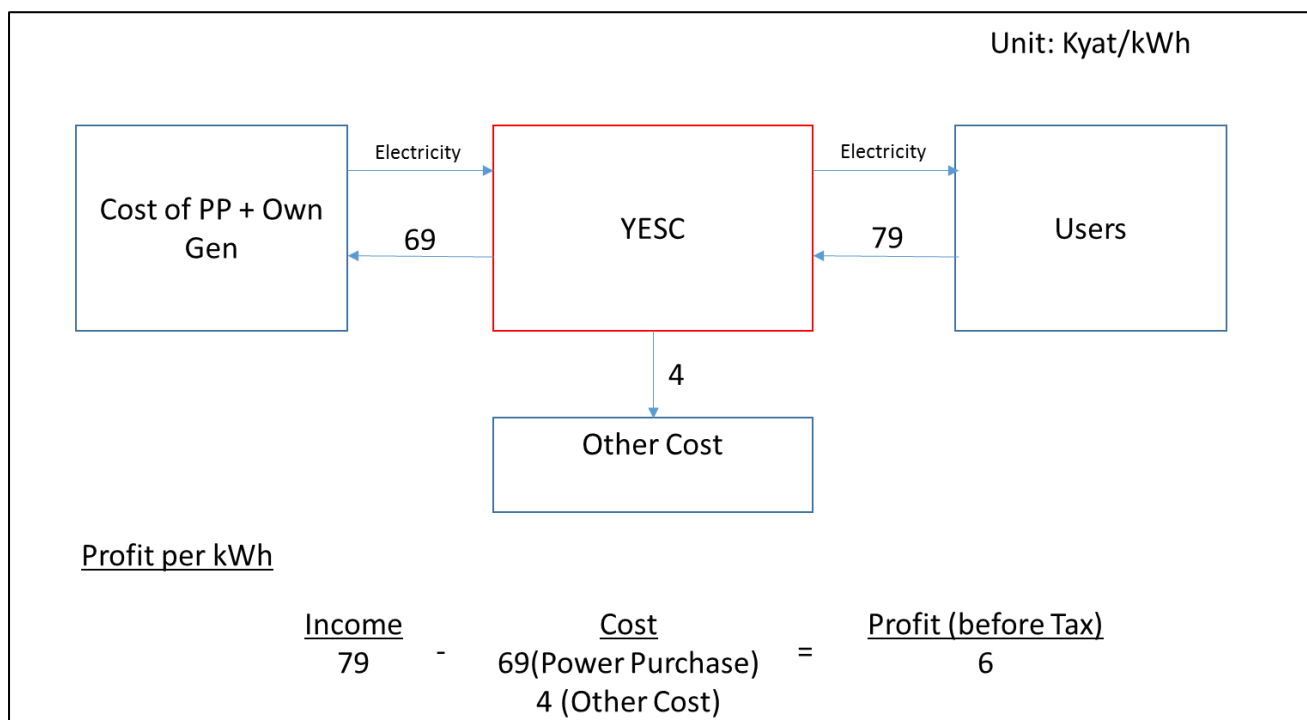 Unit: Kyat/kWh
Cost of PP + Own
Gen
Electricity
69
YESC
Electricity
79
Users
4
Other Cost
Profit per kWh
Income - Cost = Profit (before Tax)
79 69(Power Purchase) 6
4 (Other Cost)